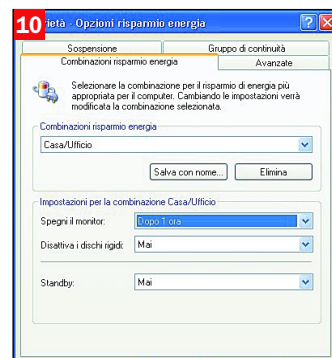 10
rietà - Opzioni risparmio energia
Sospensione
Gruppo di continuità
Combinazioni risparmio energia
Avanzate
Selezionare la combinazione per il risparmio di energia più
appropriata per il computer. Cambiando le impostazioni verrà
modificata la combinazione selezionata.
Combinazioni risparmio energia
Casa/Ufficio
Salva con nome...
Elimina
Impostazioni per la combinazione Casa/Ufficio
Spegni il monitor:
Dopo 1 ora
Disattiva i dischi rigidi:
Mai
Standby:
Mai